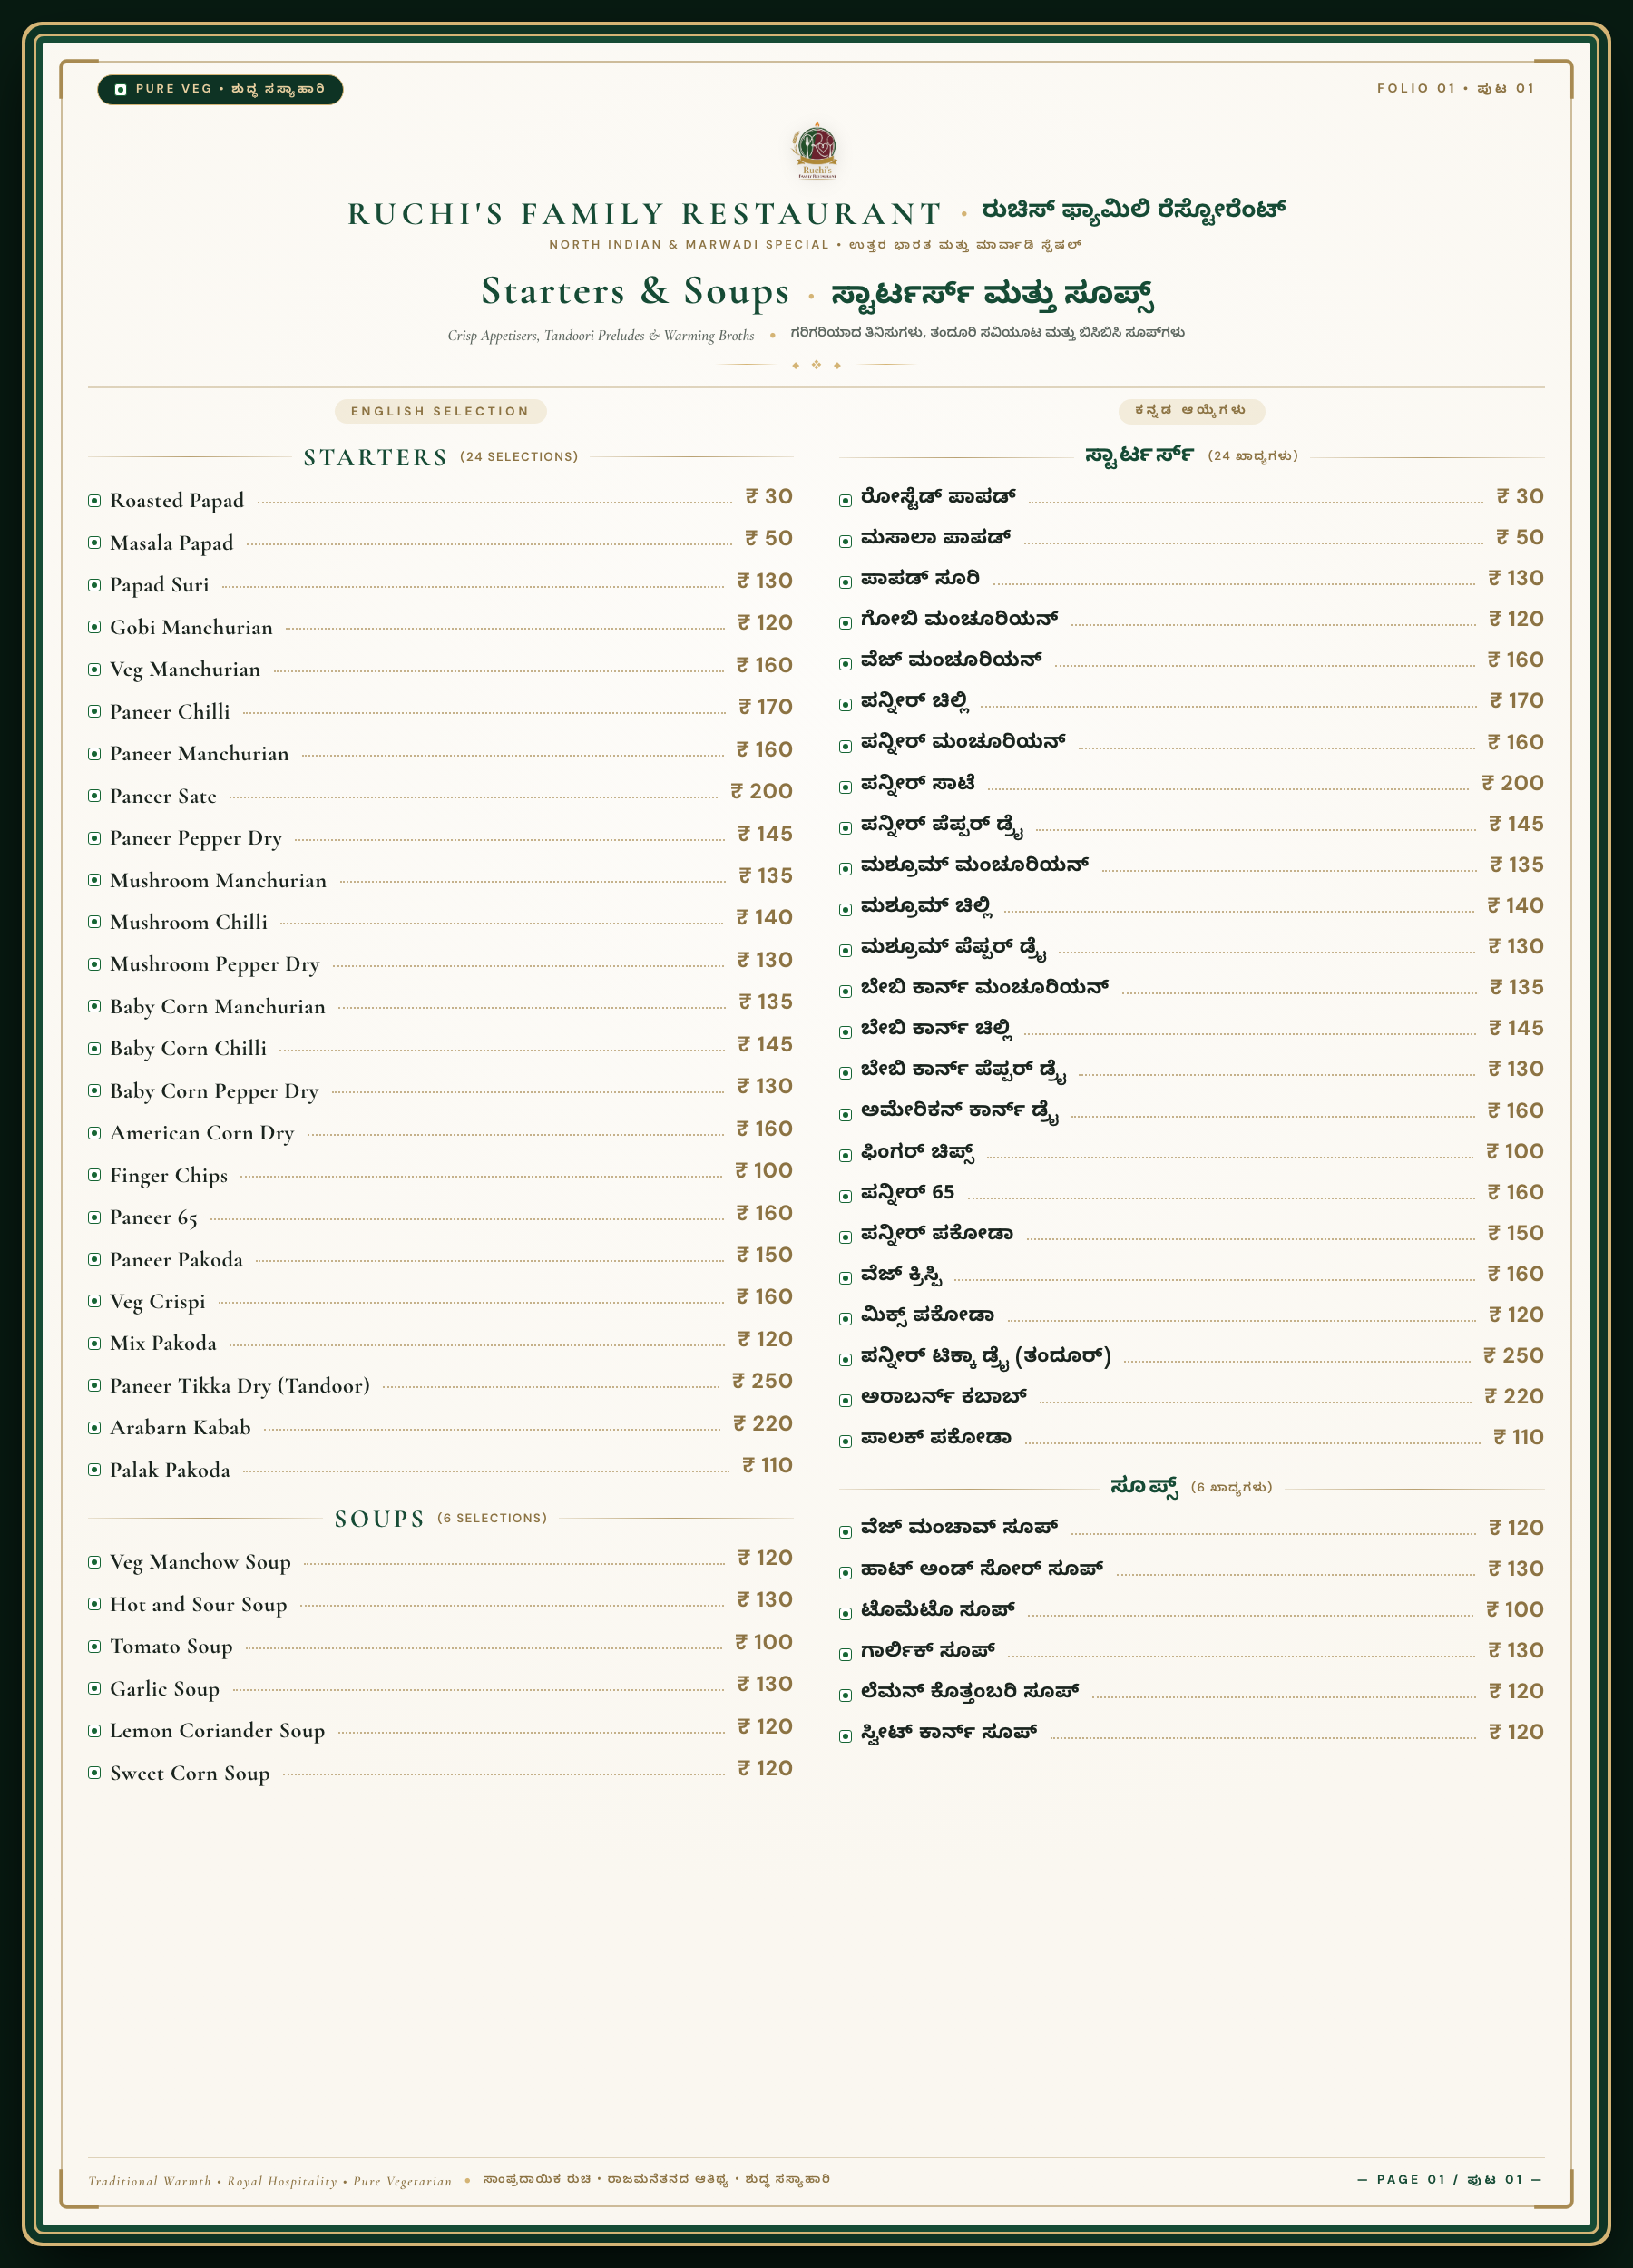 PURE VEG • ಶುದ್ಧ ಸಸ್ಯಾಹಾರಿ
FOLIO 01 • ಪುಟ 01
Ruchi's
FAMILY RESTAURANT
RUCHI'S FAMILY RESTAURANT • ರುಚಿಸ್ ಫ್ಯಾಮಿಲಿ ರೆಸ್ಟೋರೆಂಟ್
NORTH INDIAN & MARWADI SPECIAL • ಉತ್ತರ ಭಾರತ ಮತ್ತು ಮಾರ್ವಾಡಿ ಸ್ಪೆಷಲ್
Starters & Soups • ಸ್ಟಾರ್ಟರ್ಸ್ ಮತ್ತು ಸೂಪ್ಸ್
Crisp Appetisers, Tandoori Preludes & Warming Broths • ಗರಿಗರಿಯಾದ ತಿನಿಸುಗಳು, ತಂದೂರಿ ಸವಿಯೂಟ ಮತ್ತು ಬಿಸಿಬಿಸಿ ಸೂಪ್‌ಗಳು
ENGLISH SELECTION
STARTERS (24 SELECTIONS)
Roasted Papad ₹ 30
Masala Papad ₹ 50
Papad Suri ₹ 130
Gobi Manchurian ₹ 120
Veg Manchurian ₹ 160
Paneer Chilli ₹ 170
Paneer Manchurian ₹ 160
Paneer Sate ₹ 200
Paneer Pepper Dry ₹ 145
Mushroom Manchurian ₹ 135
Mushroom Chilli ₹ 140
Mushroom Pepper Dry ₹ 130
Baby Corn Manchurian ₹ 135
Baby Corn Chilli ₹ 145
Baby Corn Pepper Dry ₹ 130
American Corn Dry ₹ 160
Finger Chips ₹ 100
Paneer 65 ₹ 160
Paneer Pakoda ₹ 150
Veg Crispi ₹ 160
Mix Pakoda ₹ 120
Paneer Tikka Dry (Tandoor) ₹ 250
Arabarn Kabab ₹ 220
Palak Pakoda ₹ 110
SOUPS (6 SELECTIONS)
Veg Manchow Soup ₹ 120
Hot and Sour Soup ₹ 130
Tomato Soup ₹ 100
Garlic Soup ₹ 130
Lemon Coriander Soup ₹ 120
Sweet Corn Soup ₹ 120
ಕನ್ನಡ ಆಯ್ಕೆಗಳು
ಸ್ಟಾರ್ಟರ್ಸ್ (24 ಖಾದ್ಯಗಳು)
ರೋಸ್ಟೆಡ್ ಪಾಪಡ್ ₹ 30
ಮಸಾಲಾ ಪಾಪಡ್ ₹ 50
ಪಾಪಡ್ ಸೂರಿ ₹ 130
ಗೋಬಿ ಮಂಚೂರಿಯನ್ ₹ 120
ವೆಜ್ ಮಂಚೂರಿಯನ್ ₹ 160
ಪನ್ನೀರ್ ಚಿಲ್ಲಿ ₹ 170
ಪನ್ನೀರ್ ಮಂಚೂರಿಯನ್ ₹ 160
ಪನ್ನೀರ್ ಸಾಟೆ ₹ 200
ಪನ್ನೀರ್ ಪೆಪ್ಪರ್ ಡ್ರೈ ₹ 145
ಮಶ್ರೂಮ್ ಮಂಚೂರಿಯನ್ ₹ 135
ಮಶ್ರೂಮ್ ಚಿಲ್ಲಿ ₹ 140
ಮಶ್ರೂಮ್ ಪೆಪ್ಪರ್ ಡ್ರೈ ₹ 130
ಬೇಬಿ ಕಾರ್ನ್ ಮಂಚೂರಿಯನ್ ₹ 135
ಬೇಬಿ ಕಾರ್ನ್ ಚಿಲ್ಲಿ ₹ 145
ಬೇಬಿ ಕಾರ್ನ್ ಪೆಪ್ಪರ್ ಡ್ರೈ ₹ 130
ಅಮೇರಿಕನ್ ಕಾರ್ನ್ ಡ್ರೈ ₹ 160
ಫಿಂಗರ್ ಚಿಪ್ಸ್ ₹ 100
ಪನ್ನೀರ್ 65 ₹ 160
ಪನ್ನೀರ್ ಪಕೋಡಾ ₹ 150
ವೆಜ್ ಕ್ರಿಸ್ಪಿ ₹ 160
ಮಿಕ್ಸ್ ಪಕೋಡಾ ₹ 120
ಪನ್ನೀರ್ ಟಿಕ್ಕಾ ಡ್ರೈ (ತಂದೂರ್) ₹ 250
ಅರಾಬರ್ನ್ ಕಬಾಬ್ ₹ 220
ಪಾಲಕ್ ಪಕೋಡಾ ₹ 110
ಸೂಪ್ಸ್ (6 ಖಾದ್ಯಗಳು)
ವೆಜ್ ಮಂಚಾವ್ ಸೂಪ್ ₹ 120
ಹಾಟ್ ಅಂಡ್ ಸೋರ್ ಸೂಪ್ ₹ 130
ಟೊಮೆಟೊ ಸೂಪ್ ₹ 100
ಗಾರ್ಲಿಕ್ ಸೂಪ್ ₹ 130
ಲೆಮನ್ ಕೊತ್ತಂಬರಿ ಸೂಪ್ ₹ 120
ಸ್ವೀಟ್ ಕಾರ್ನ್ ಸೂಪ್ ₹ 120
Traditional Warmth • Royal Hospitality • Pure Vegetarian • ಸಾಂಪ್ರದಾಯಿಕ ರುಚಿ • ರಾಜಮನೆತನದ ಆತಿಥ್ಯ • ಶುದ್ಧ ಸಸ್ಯಾಹಾರಿ
— PAGE 01 / ಪುಟ 01 —